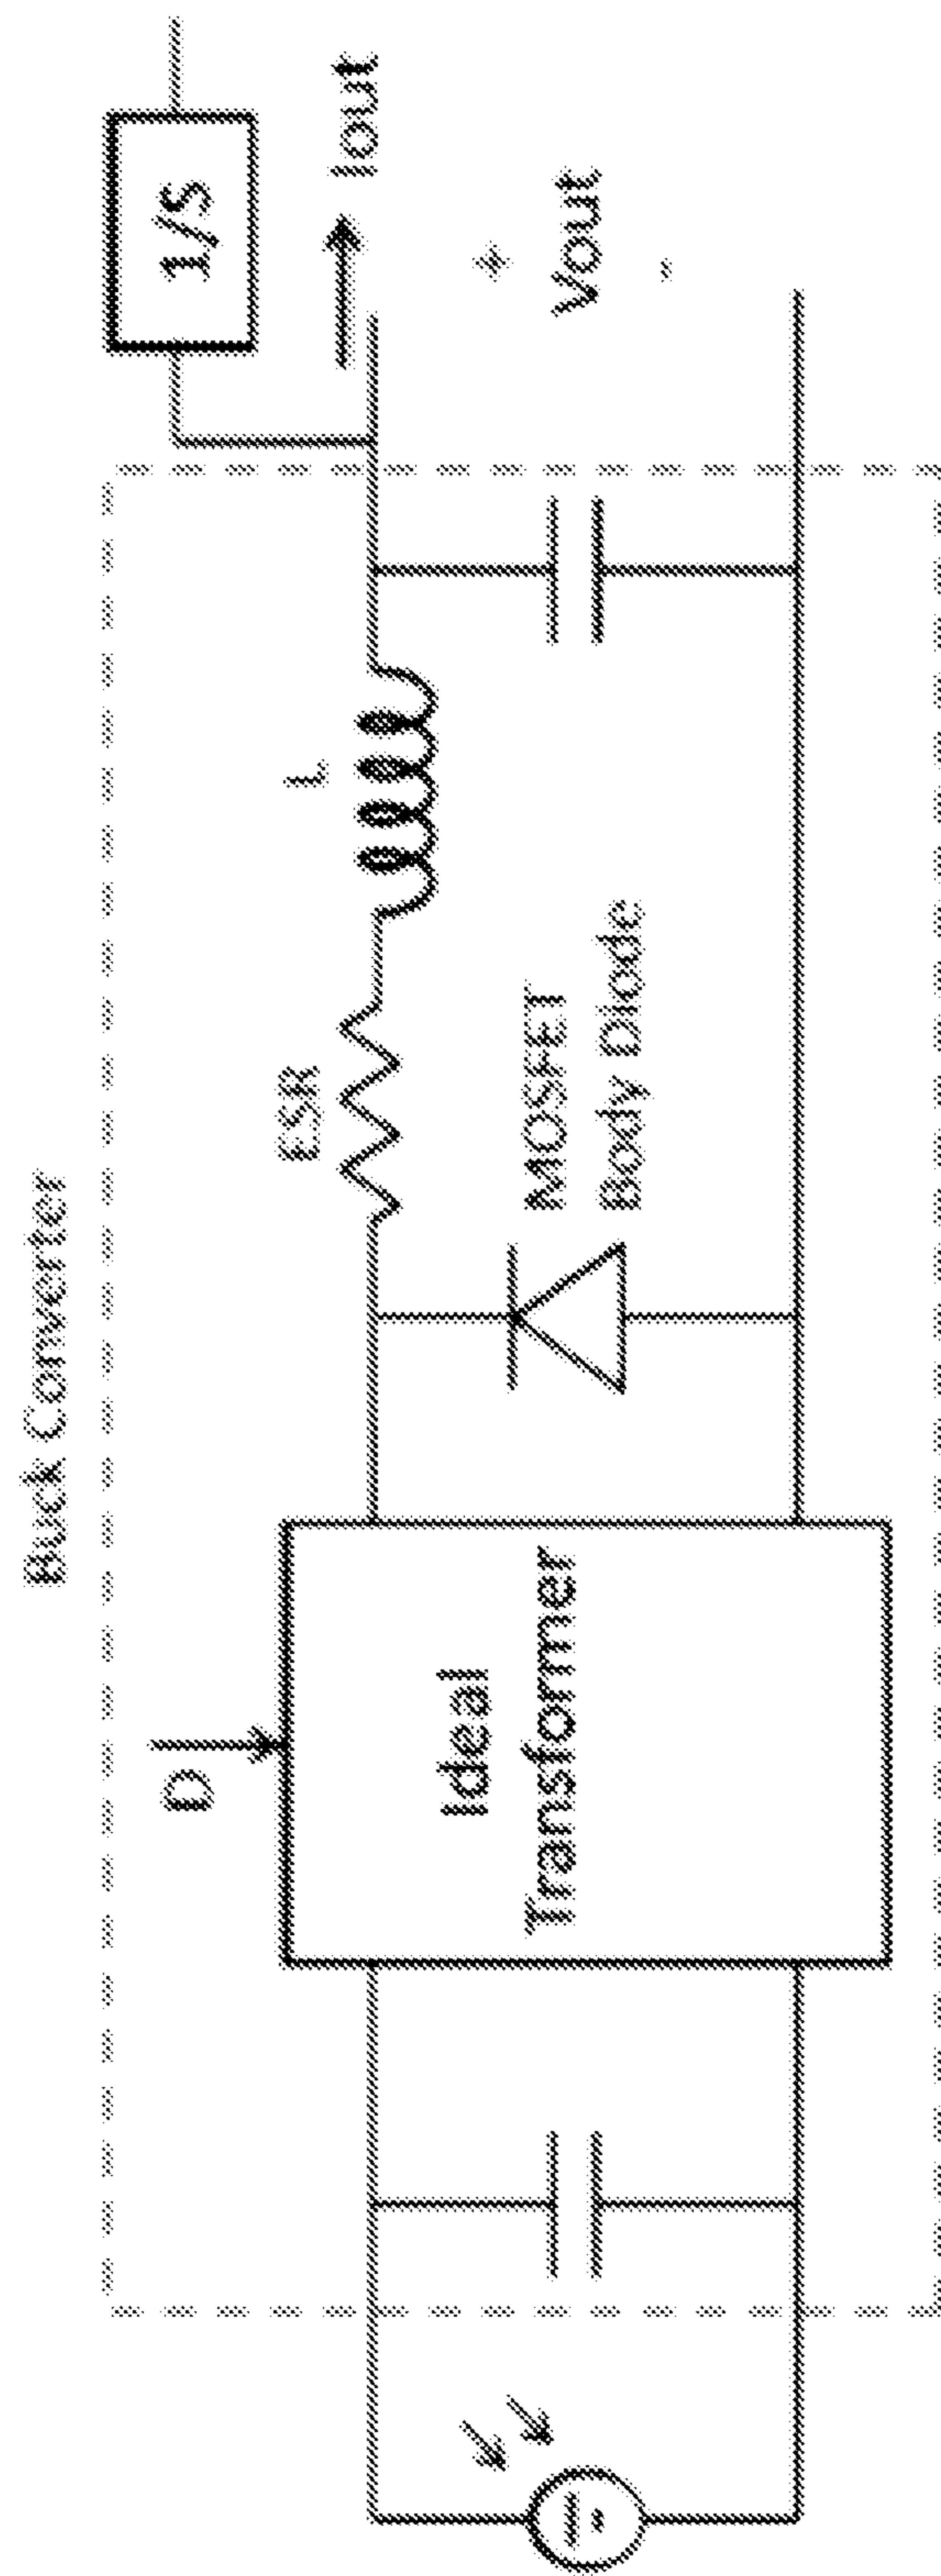 Buck Converter
D
Ideal
Transformer
ESR
L
MOSFET
Body Diode
1/S
Iout
+
Vout
-